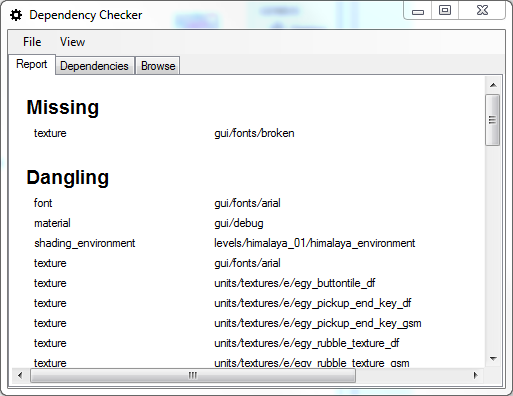 Dependency Checker
File View
Report Dependencies Browse
Missing
texture gui/fonts/broken
Dangling
font gui/fonts/arial
material gui/debug
shading_environment levels/himalaya_01/himalaya_environment
texture gui/fonts/arial
texture units/textures/e/egy_buttontile_df
texture units/textures/e/egy_pickup_end_key_df
texture units/textures/e/egy_pickup_end_key_gsm
texture units/textures/e/egy_rubble_texture_df
texture units/textures/e/egy_rubble_texture_gsm